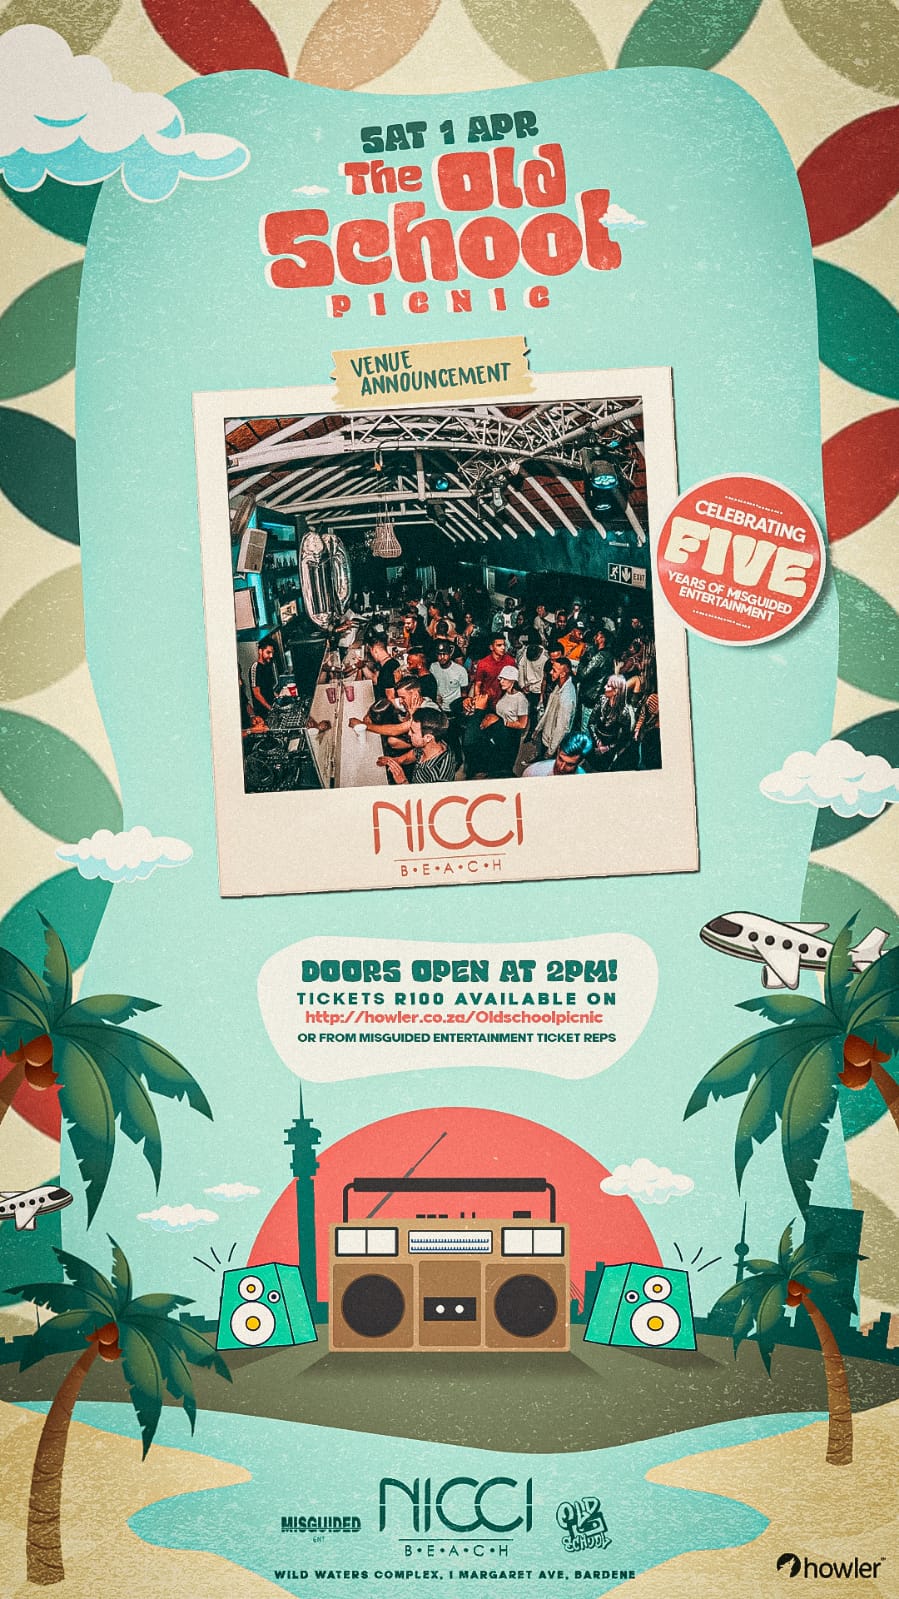 SAT 1 APR
The Old
School
PICNIC
VENUE
ANNOUNCEMENT
EXIT
CELEBRATING
FIVE
YEARS OF MISGUIDED
ENTERTAINMENT
NICCI
B•E•A•C•H
DOORS OPEN AT 2PM!
TICKETS R100 AVAILABLE ON
http://howler.co.za/Oldschoolpicnic
OR FROM MISGUIDED ENTERTAINMENT TICKET REPS
MISGUIDED
ENT
NICCI
B•E•A•C•H
OLD
SCHOOL
howler
WILD WATERS COMPLEX, 1 MARGARET AVE, BARDENE